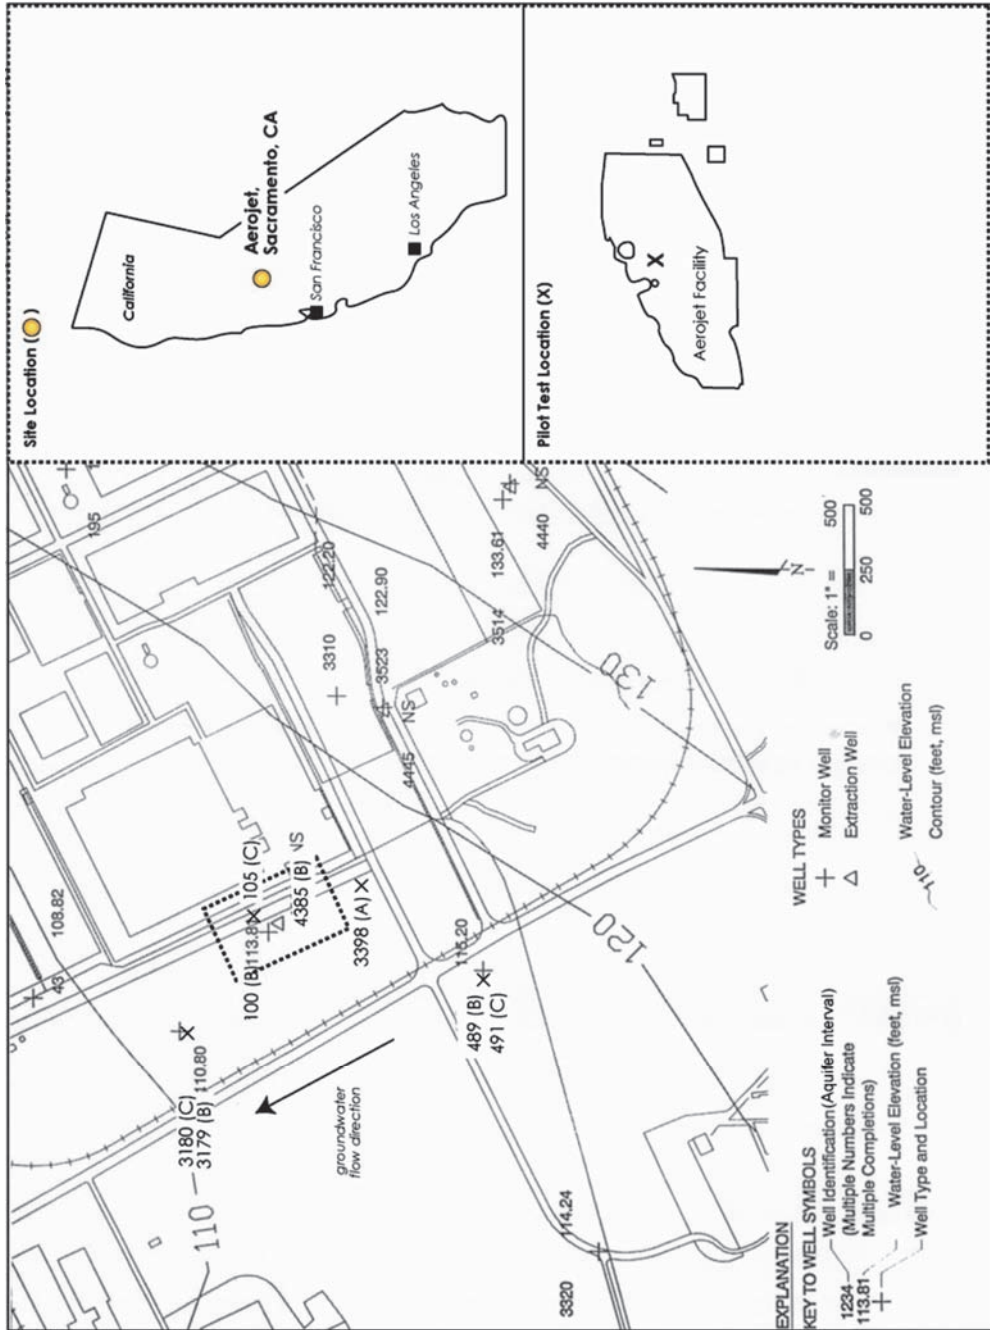 Site Location ( )
California
Aerojet,
Sacramento, CA
San Francisco
Los Angeles
Pilot Test Location (X)
X
Aerojet Facility
195
43
108.82
3180 (C)
3179 (B)
110.80
110
100 (B)
113.8
105 (C)
4385 (B)
NS
3398 (A)
3310
122.20
3523
122.90
4445
NS
3514
133.61
4440
NS
489 (B)
491 (C)
115.20
groundwater
flow direction
120
130
3320
114.24
N
Scale: 1" = 500'
0 250 500
EXPLANATION
KEY TO WELL SYMBOLS
1234 Well Identification (Aquifer Interval)
(Multiple Numbers Indicate
Multiple Completions)
113.81 Water-Level Elevation (feet, msl)
Well Type and Location
WELL TYPES
Monitor Well
Extraction Well
110 Water-Level Elevation
Contour (feet, msl)